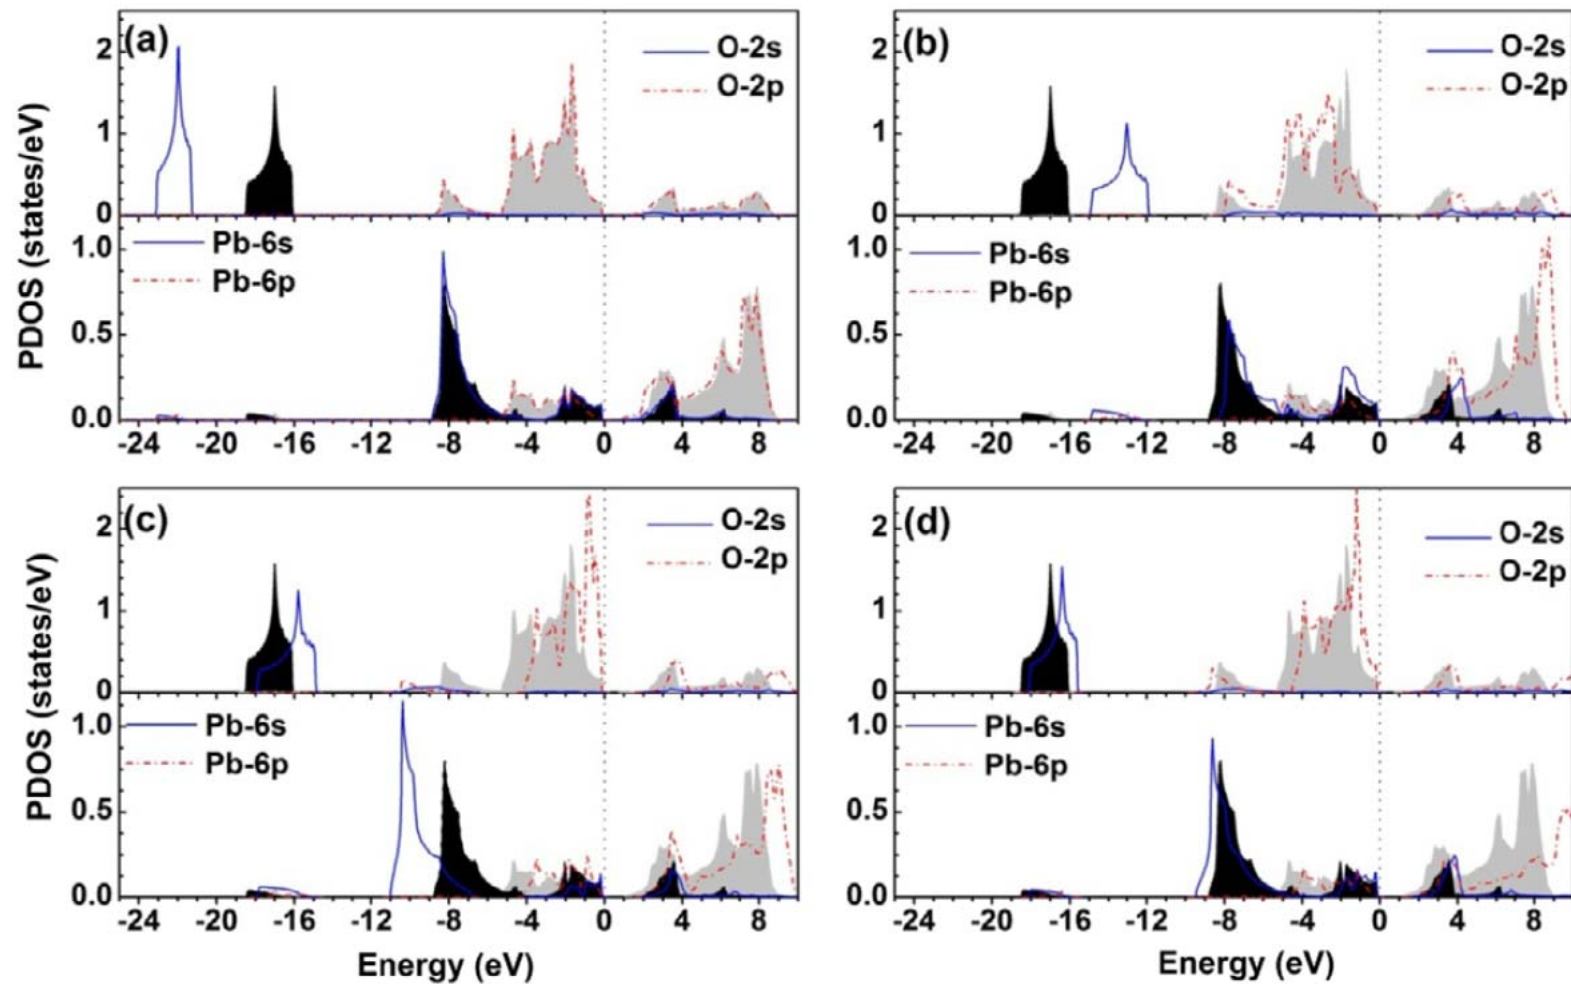 (a)
O-2s
O-2p
2
1
0
PDOS (states/eV)
Pb-6s
Pb-6p
1.0
0.5
0.0
-24 -20 -16 -12 -8 -4 0 4 8
(b)
O-2s
O-2p
2
1
0
Pb-6s
Pb-6p
1.0
0.5
0.0
-24 -20 -16 -12 -8 -4 0 4 8
(c)
O-2s
O-2p
2
1
0
PDOS (states/eV)
Pb-6s
Pb-6p
1.0
0.5
0.0
-24 -20 -16 -12 -8 -4 0 4 8
Energy (eV)
(d)
O-2s
O-2p
2
1
0
Pb-6s
Pb-6p
1.0
0.5
0.0
-24 -20 -16 -12 -8 -4 0 4 8
Energy (eV)